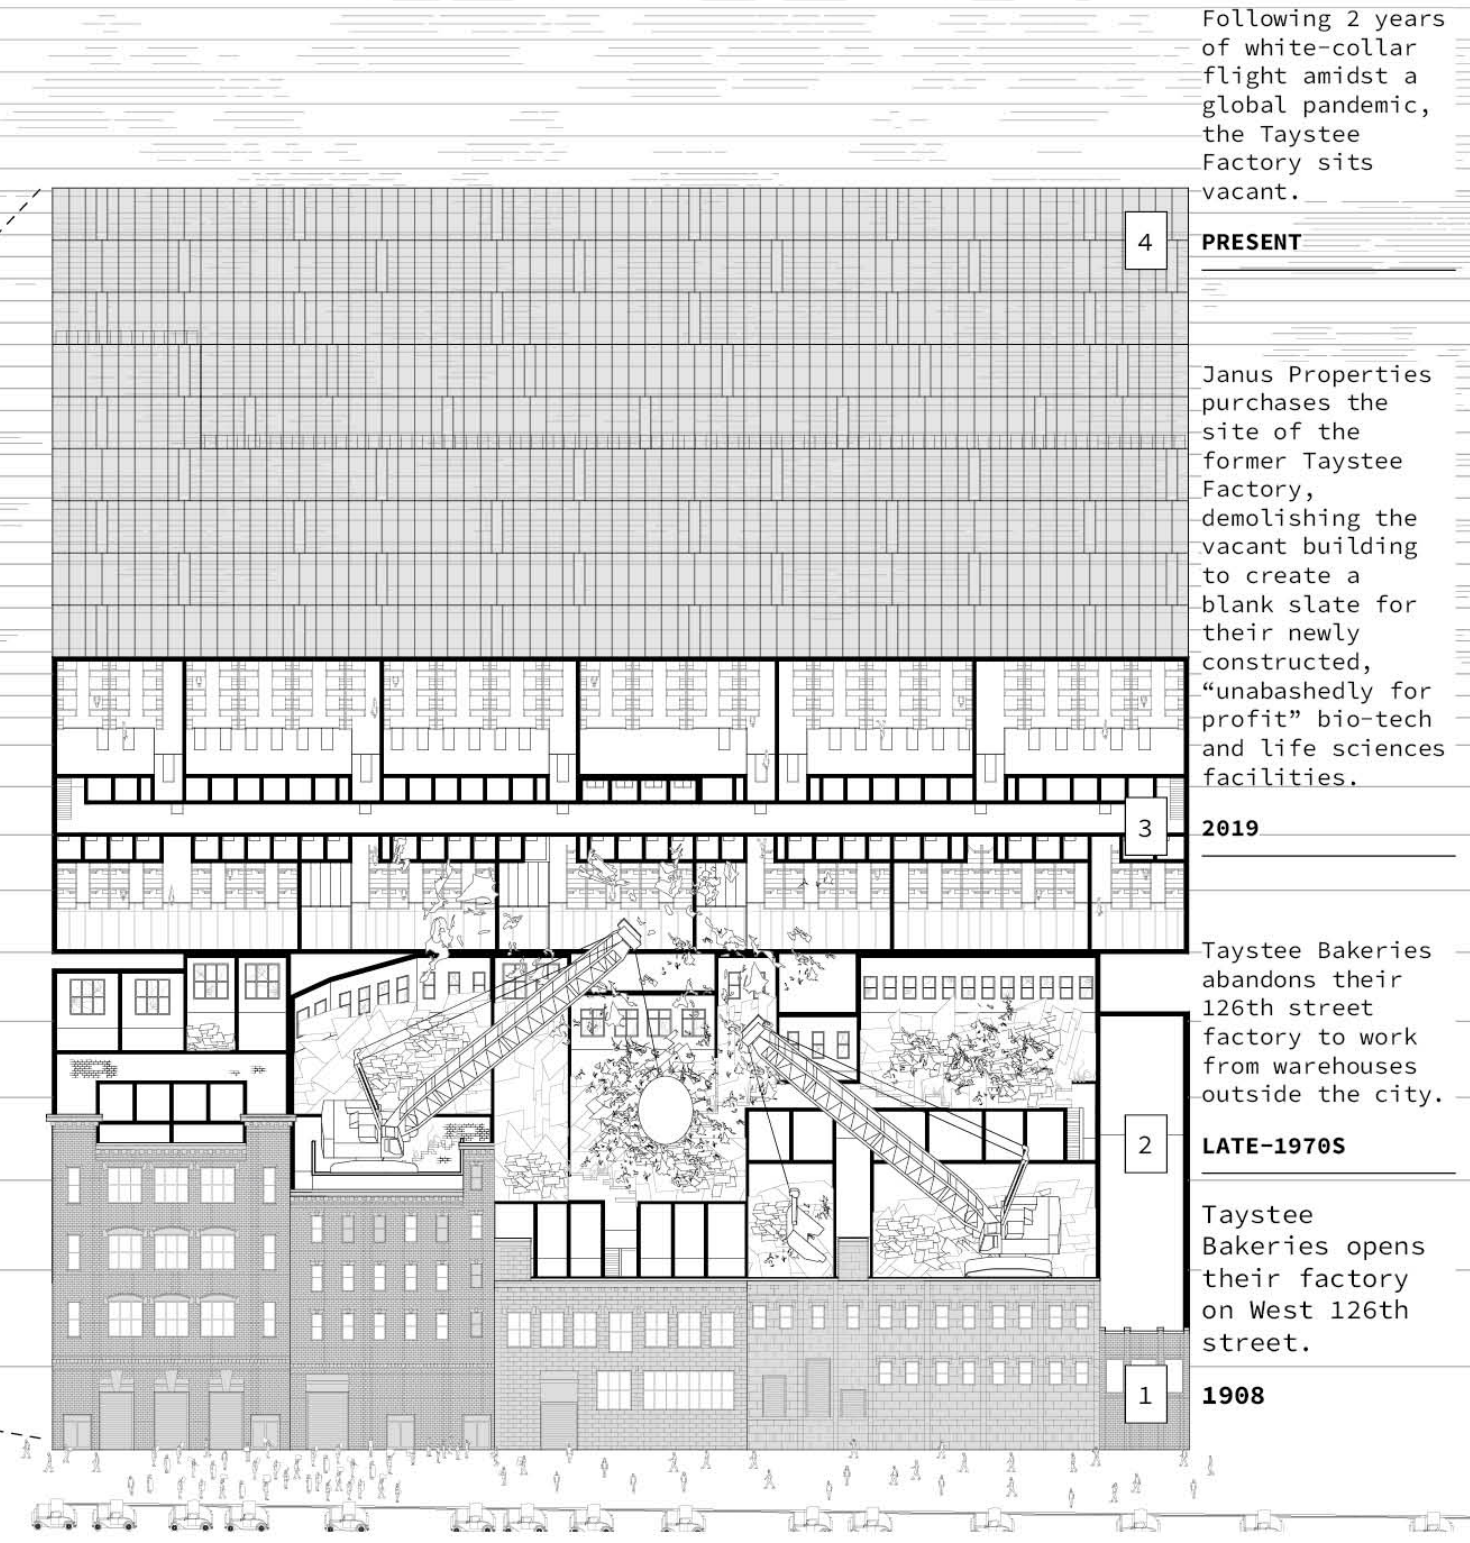 Following 2 years
of white-collar
flight amidst a
global pandemic,
the Taystee
Factory sits
vacant.
4
PRESENT
Janus Properties
purchases the
site of the
former Taystee
Factory,
demolishing the
vacant building
to create a
blank slate for
their newly
constructed,
“unabashedly for
profit” bio-tech
and life sciences
facilities.
3
2019
Taystee Bakeries
abandons their
126th street
factory to work
from warehouses
outside the city.
2
LATE-1970S
Taystee
Bakeries opens
their factory
on West 126th
street.
1
1908